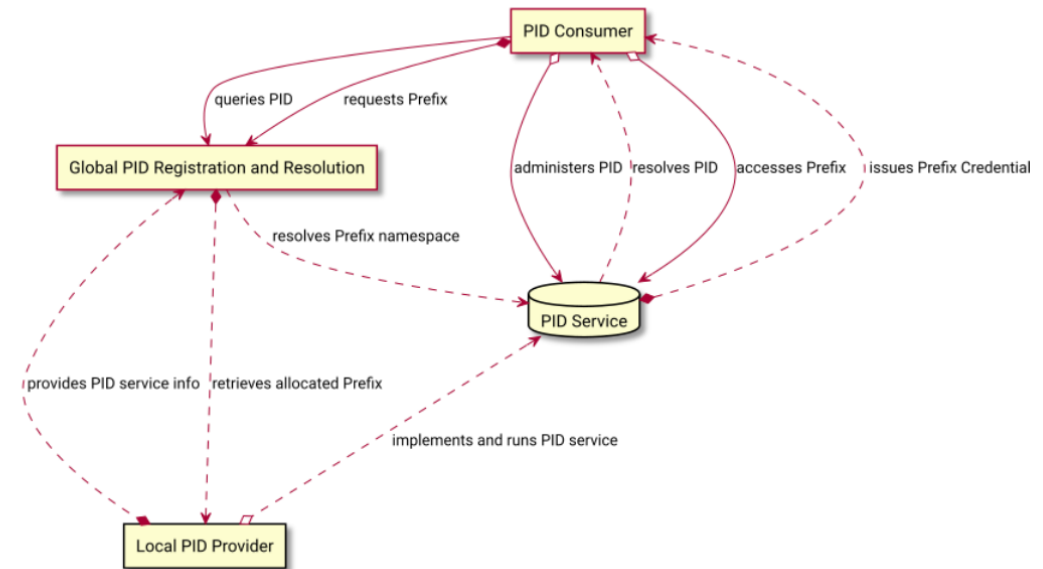 PID Consumer
queries PID
requests Prefix
Global PID Registration and Resolution
administers PID
resolves PID
accesses Prefix
issues Prefix Credential
resolves Prefix namespace
PID Service
provides PID service info
retrieves allocated Prefix
implements and runs PID service
Local PID Provider